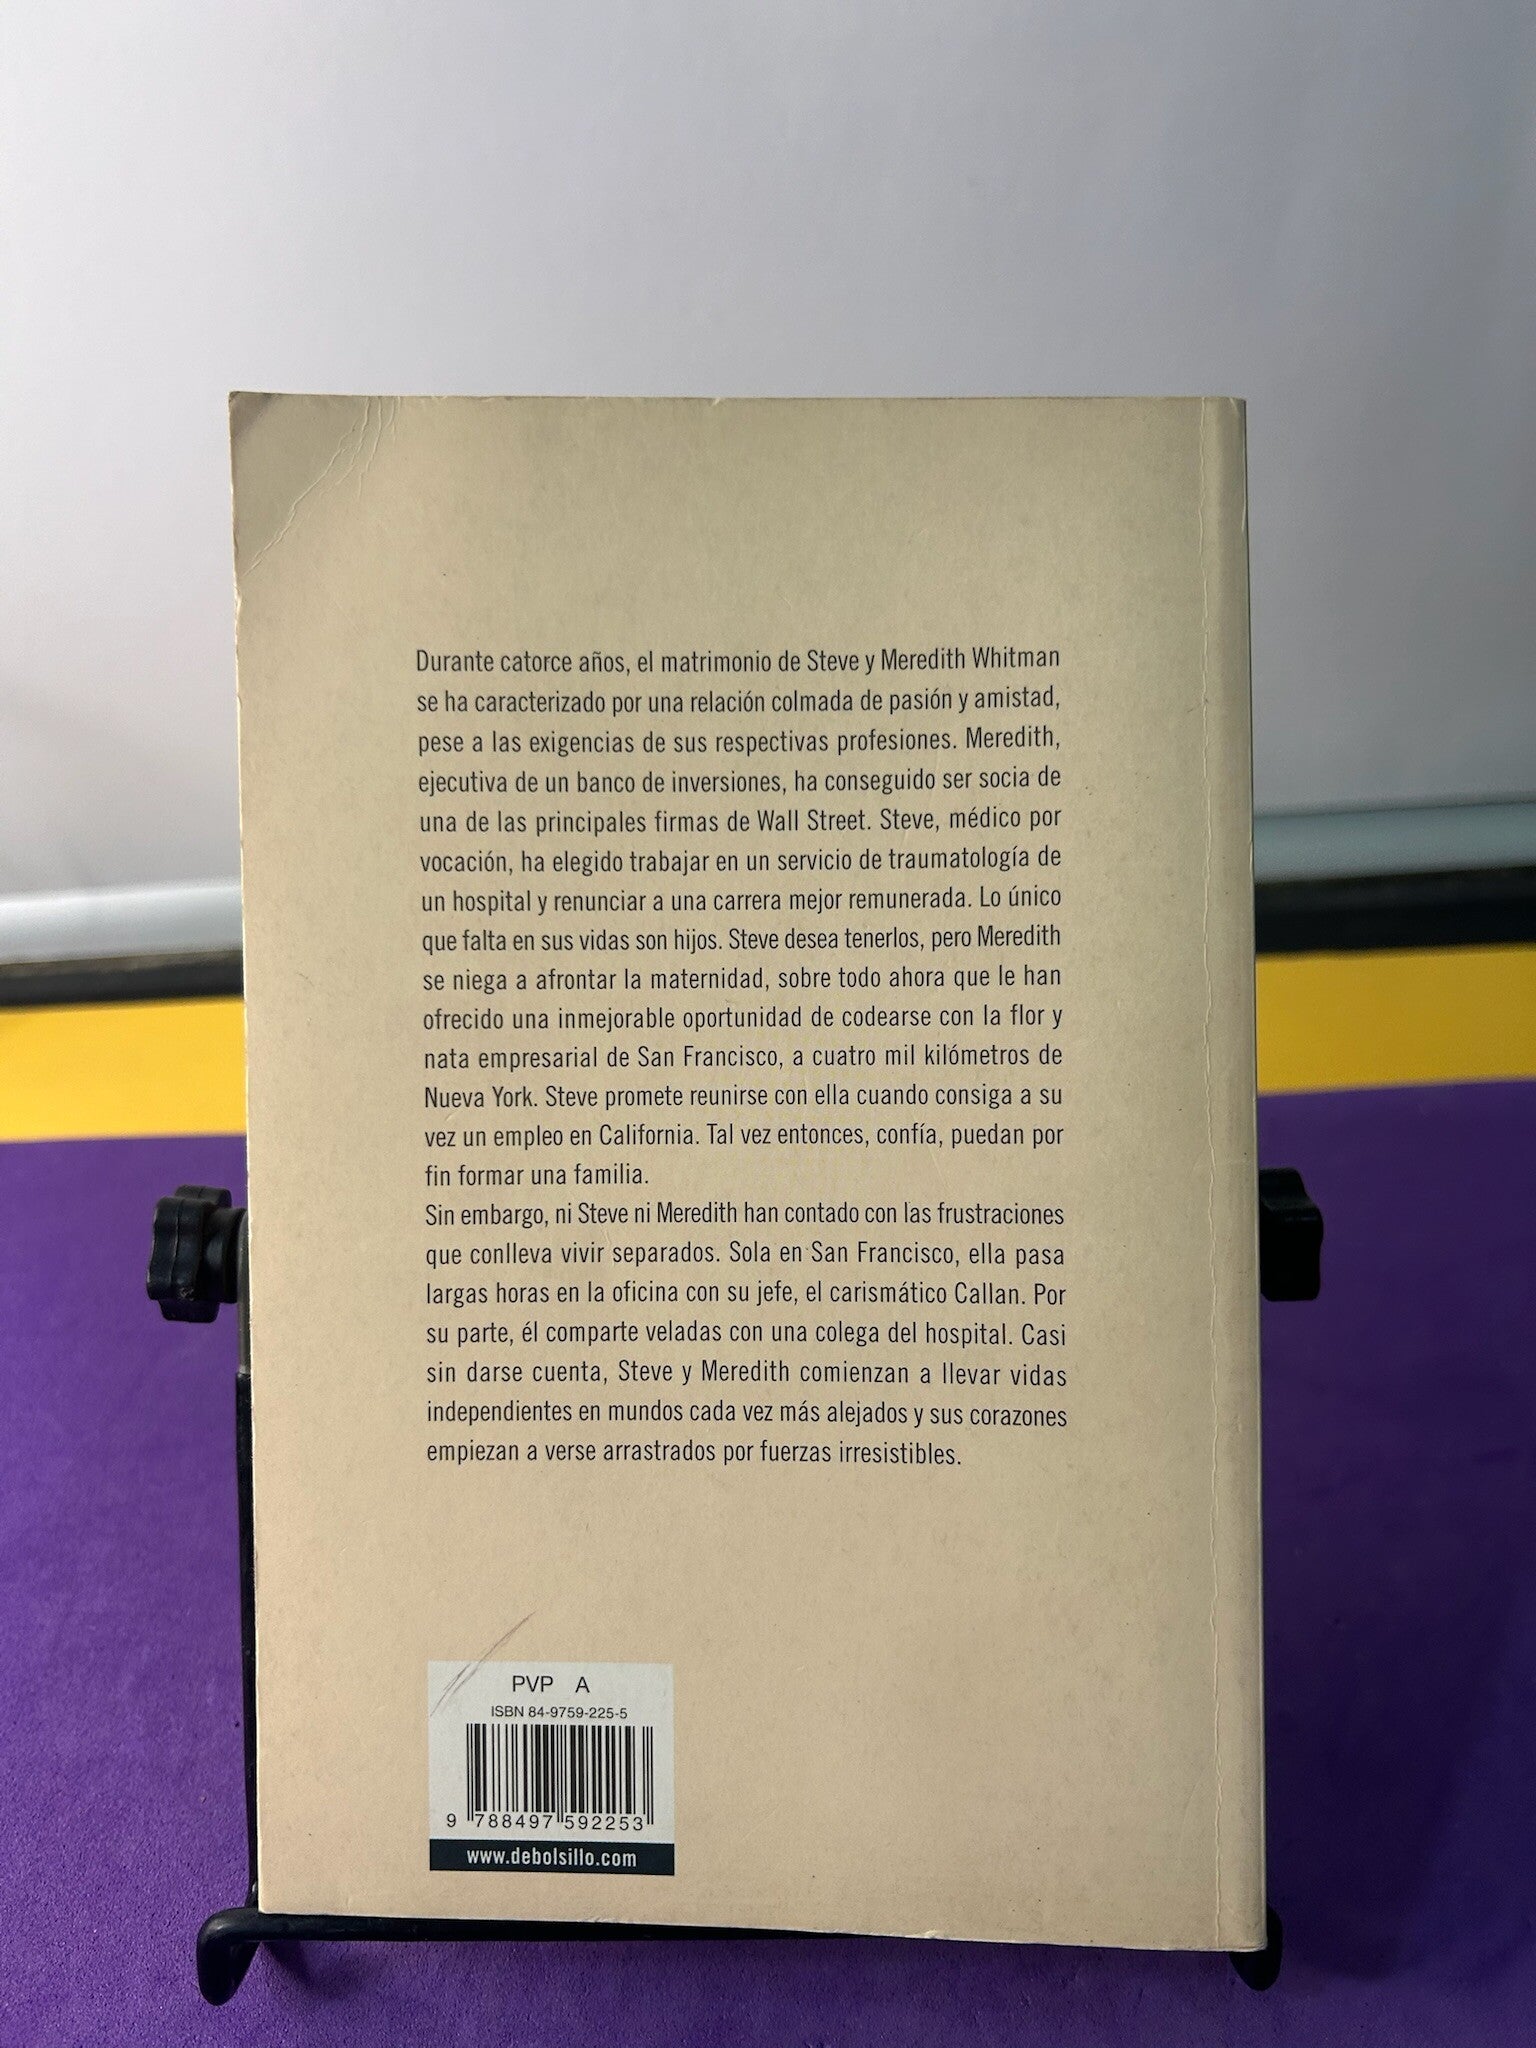 Durante catorce años, el matrimonio de Steve y Meredith Whitman
se ha caracterizado por una relación colmada de pasión y amistad,
pese a las exigencias de sus respectivas profesiones. Meredith,
ejecutiva de un banco de inversiones, ha conseguido ser socia de
una de las principales firmas de Wall Street. Steve, médico por
vocación, ha elegido trabajar en un servicio de traumatología de
un hospital y renunciar a una carrera mejor remunerada. Lo único
que falta en sus vidas son hijos. Steve desea tenerlos, pero Meredith
se niega a afrontar la maternidad, sobre todo ahora que le han
ofrecido una inmejorable oportunidad de codearse con la flor y
nata empresarial de San Francisco, a cuatro mil kilómetros de
Nueva York. Steve promete reunirse con ella cuando consiga a su
vez un empleo en California. Tal vez entonces, confía, puedan por
fin formar una familia.
Sin embargo, ni Steve ni Meredith han contado con las frustraciones
que conlleva vivir separados. Sola en San Francisco, ella pasa
largas horas en la oficina con su jefe, el carismático Callan. Por
su parte, él comparte veladas con una colega del hospital. Casi
sin darse cuenta, Steve y Meredith comienzan a llevar vidas
independientes en mundos cada vez más alejados y sus corazones
empiezan a verse arrastrados por fuerzas irresistibles.
PVP A
ISBN 84-9759-225-5
9 788497 592253
www.debolsillo.com